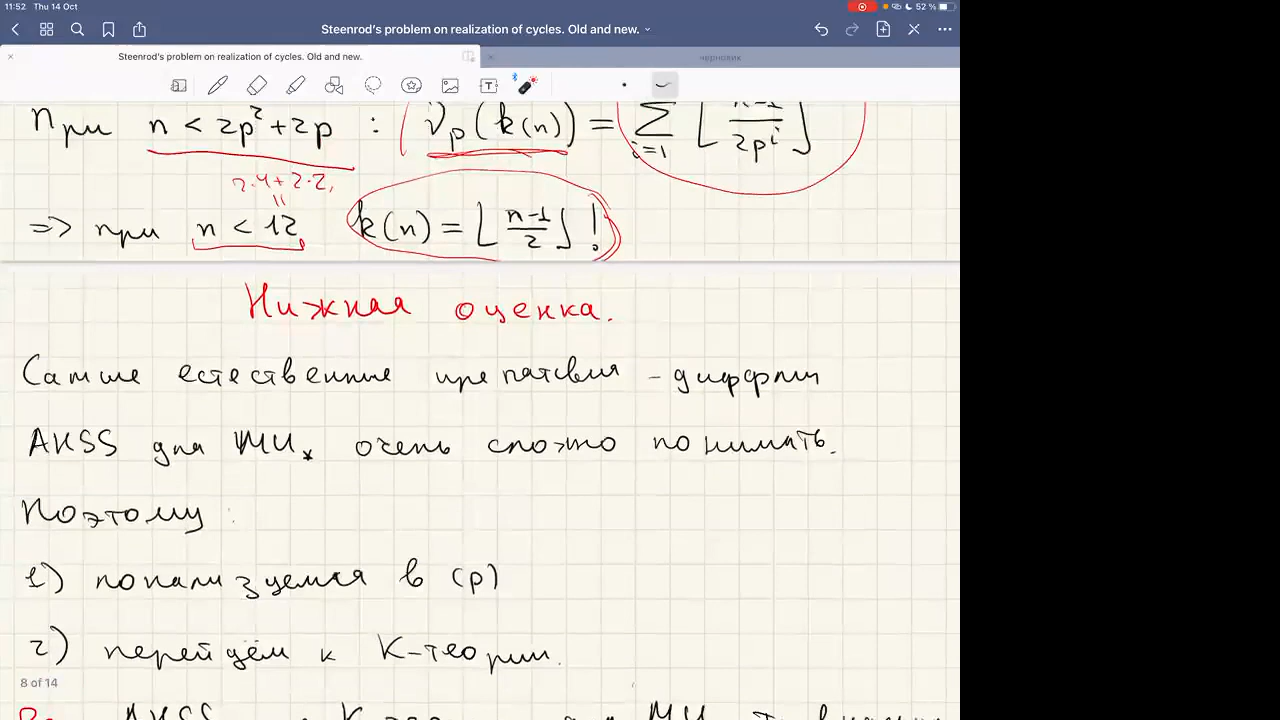 11:52 Thu 14 Oct 52 %
Steenrod's problem on realization of cycles. Old and new.
Steenrod's problem on realization of cycles. Old and new.
черновик
При n < 2p² + 2p : ν_p(k(n)) = Σ_{i=1} ⌊ n-1 / 2pⁱ ⌋
2·4+2·2,
=> при n < 12 k(n) = ⌊ n-1 / 2 ⌋ !
Нижняя оценка.
Самые естественные препятствия - дифф-лы
AHSS для MU_* очень сложно понимать.
Поэтому :
1) локализуемся в (p)
2) перейдём к K-теории.
8 of 14
AHSS